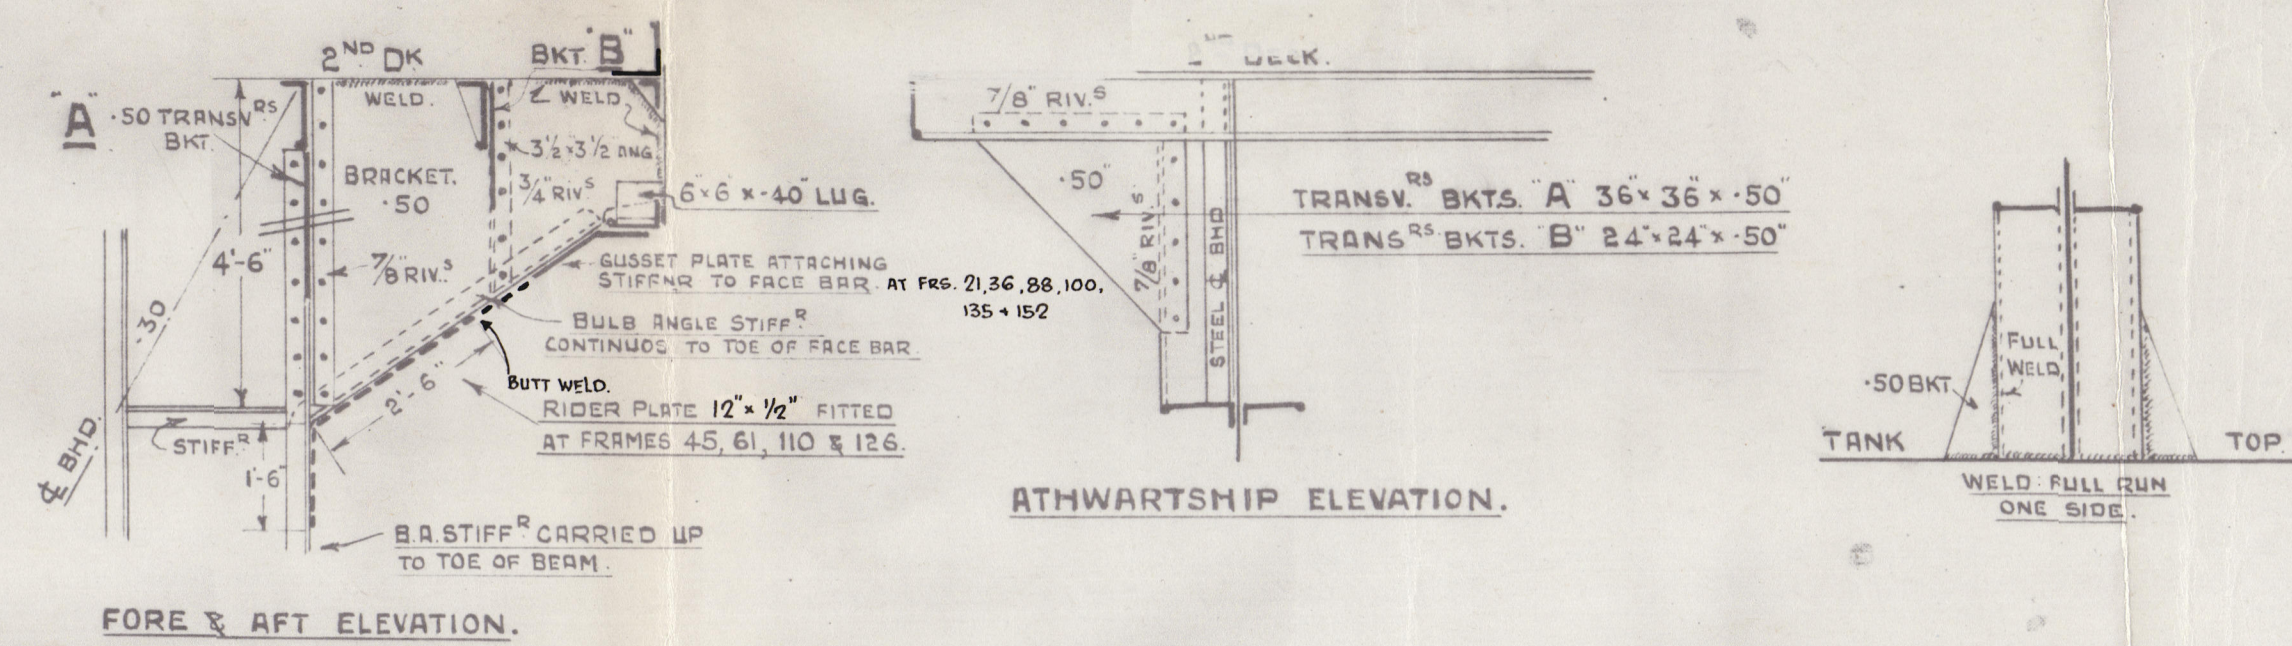 2ND DK
BKT. "B"
"A"
WELD.
WELD
.50 TRANSVRS
BKT.
3½"×3½" ANG
BRACKET.
.50
¾" RIVS
6"×6"×.40" LUG.
4'-6"
⅞" RIVS.
.30
GUSSET PLATE ATTACHING
STIFFNR TO FACE BAR. AT FRS. 21,36,88,100,
135 + 152
BULB ANGLE STIFFR.
CONTINUOS TO TOE OF FACE BAR.
BUTT WELD.
2'-6"
RIDER PLATE 12"× ½" FITTED
AT FRAMES 45, 61, 110 & 126.
STIFFR
℄ BHD.
1'-6"
B.A. STIFFR. CARRIED UP
TO TOE OF BEAM.
FORE & AFT ELEVATION.
DECK.
7/8" RIV.S
.50"
7/8" RIV.S
STEEL ℄ BHD
TRANSV.RS BKTS. "A" 36"× 36"× .50"
TRANSRS. BKTS. "B" 24"×24"× .50"
ATHWARTSHIP ELEVATION.
FULL
WELD
.50 BKT.
TANK TOP.
WELD: FULL RUN
ONE SIDE.